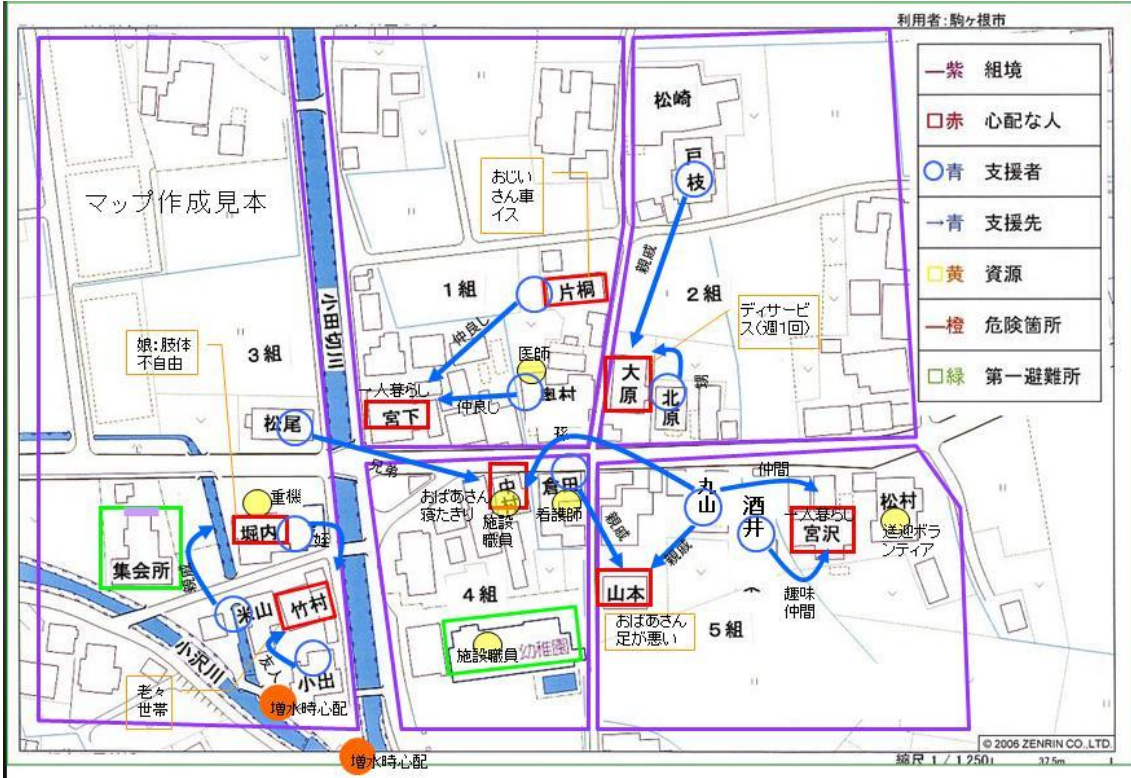 利用者:駒ヶ根市
―紫 組境
□赤 心配な人
○青 支援者
→青 支援先
□黄 資源
―橙 危険箇所
□緑 第一避難所
マップ作成見本
松崎
戸枝
おじい
さん車
イス
親戚
1組
片桐
2組
小田切川
仲良し
ディサービ
ス(週1回)
娘:肢体
不自由
3組
医師
一人暮らし
宮下
仲良し
奥村
大原
北原
甥
松尾
孫
兄弟
中村
倉田
丸山
仲間
おばあさん
寝たきり
施設
職員
看護師
親戚
親戚
酒井
一人暮らし
宮沢
松村
送迎ボラ
ンティア
重機
堀内
姪
集会所
米山
竹村
4組
山本
趣味
仲間
おばあさん
足が悪い
5組
施設職員
幼稚園
小沢川
友人
小出
老々
世帯
増水時心配
増水時心配
© 2006 ZENRIN CO.,LTD.
縮尺 1 / 1,250
37.5m